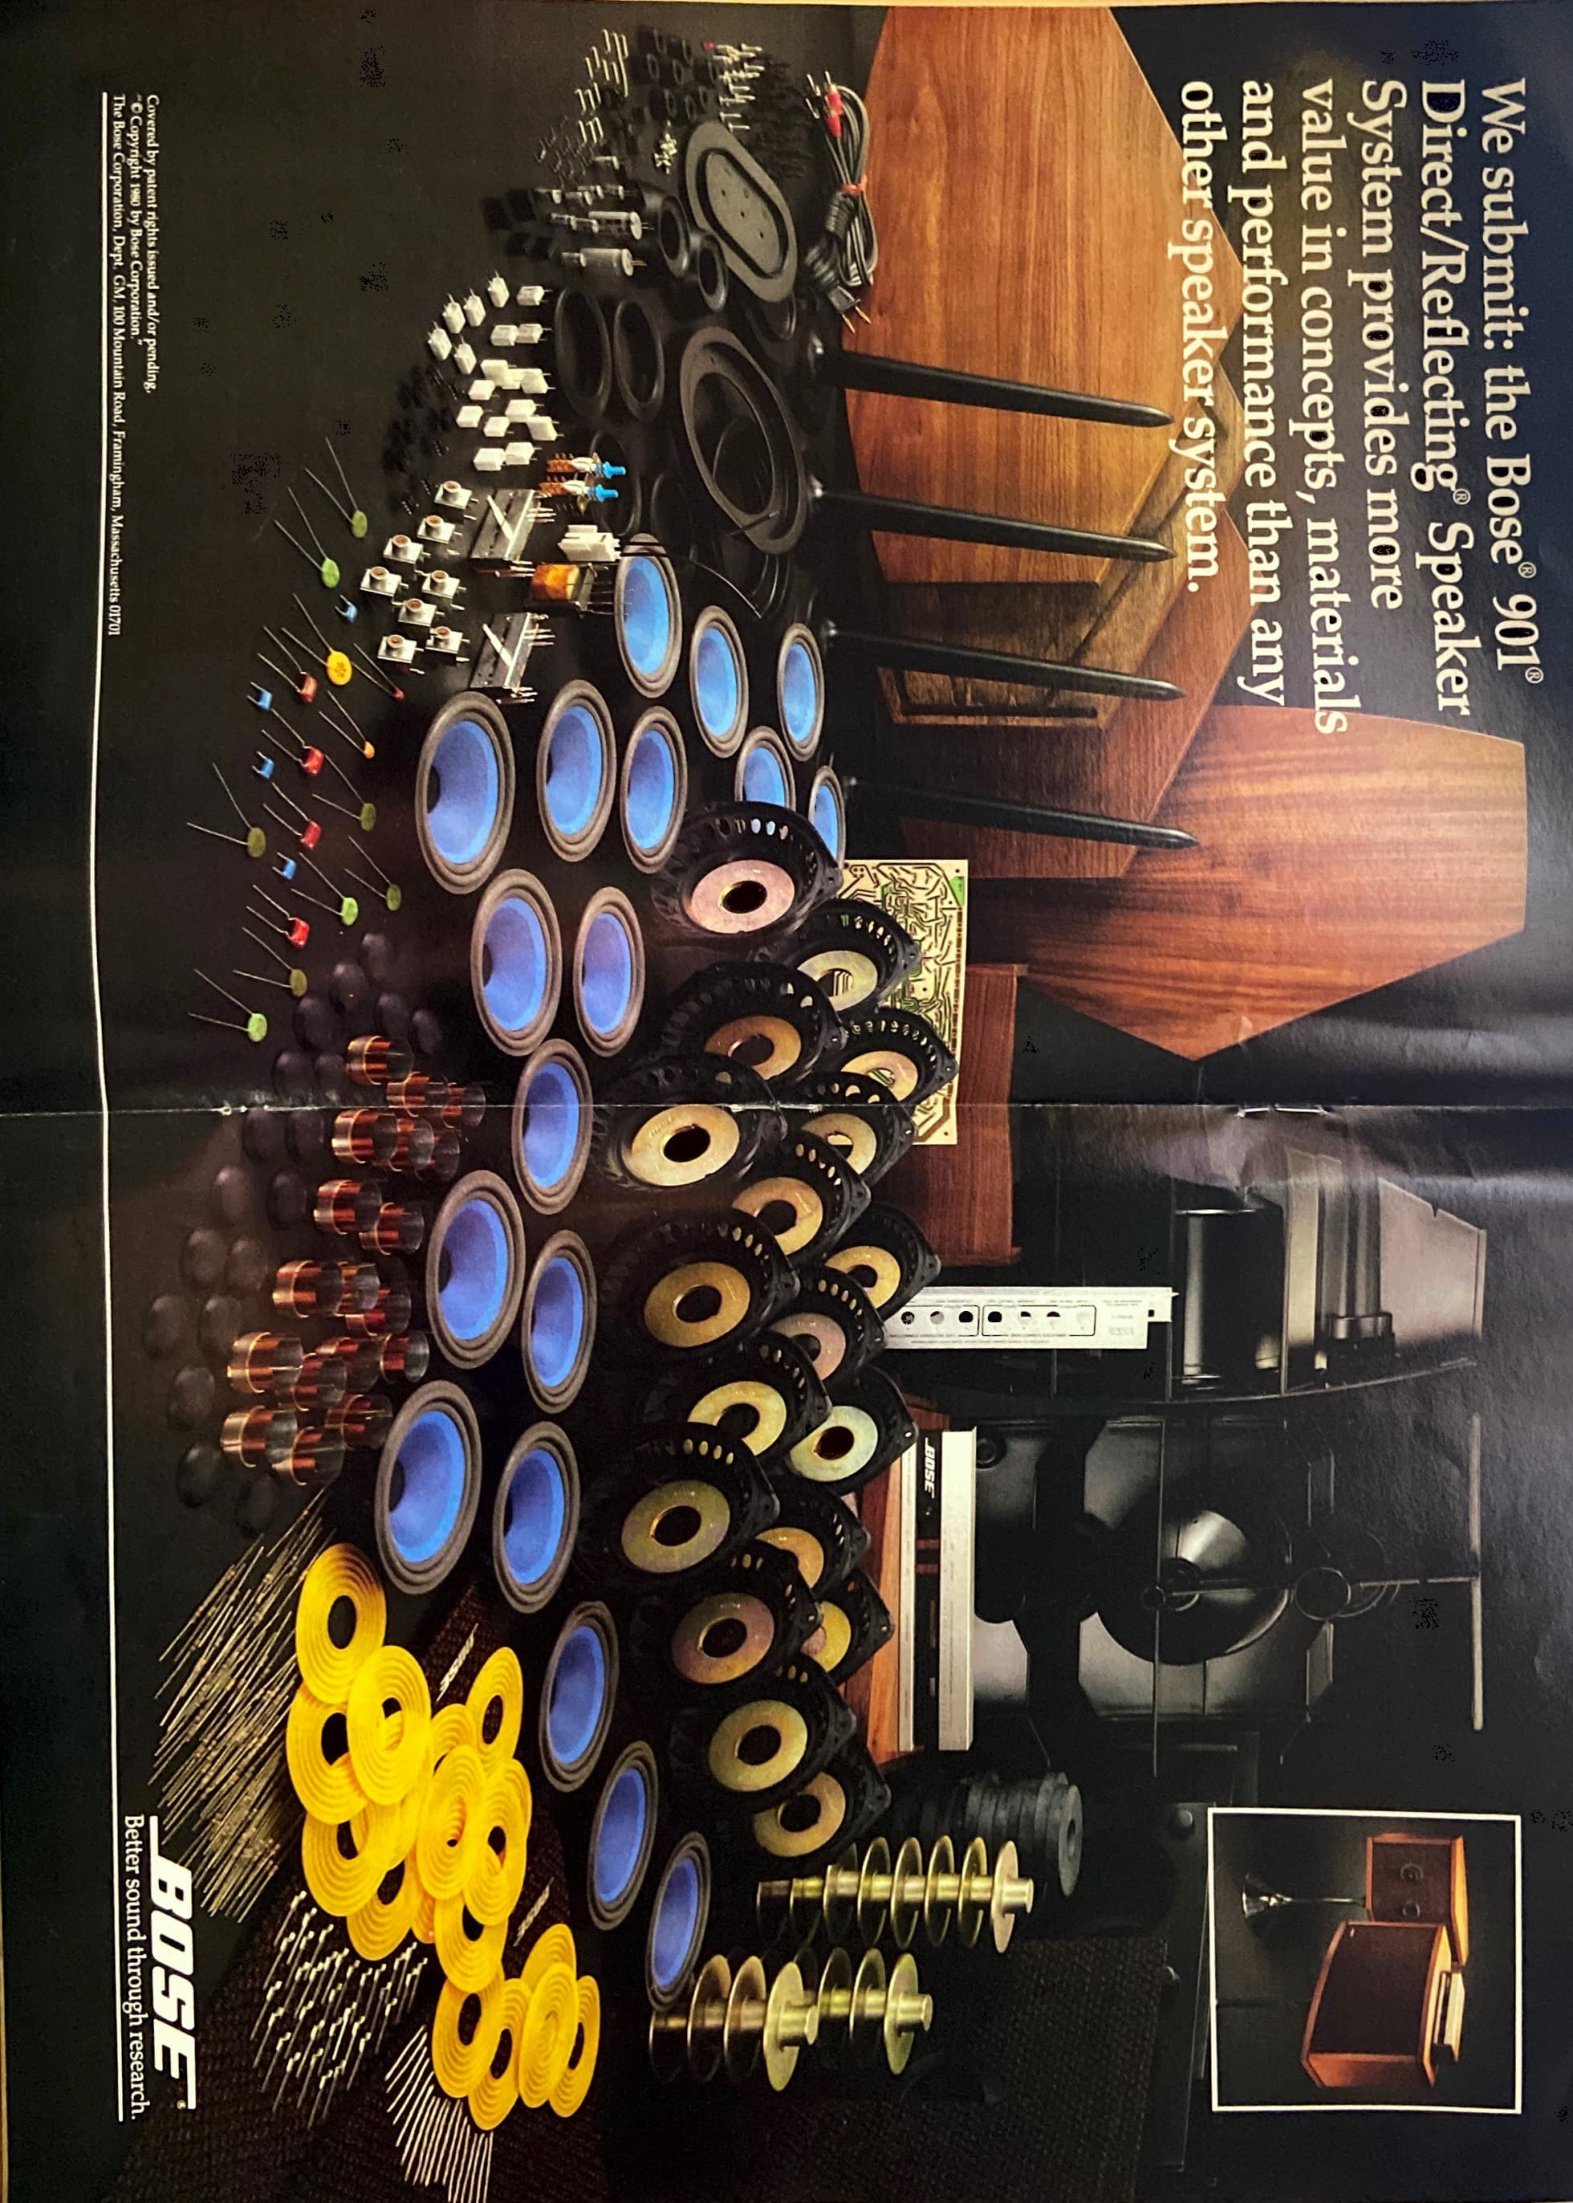 We submit: the Bose® 901®
Direct/Reflecting® Speaker
System provides more
value in concepts, materials
and performance than any
other speaker system.
BOSE
BOSE
Covered by patent rights issued and/or pending.
"© Copyright 1980 by Bose Corporation."
The Bose Corporation, Dept. GM, 100 Mountain Road, Framingham, Massachusetts 01701
BOSE®
Better sound through research.